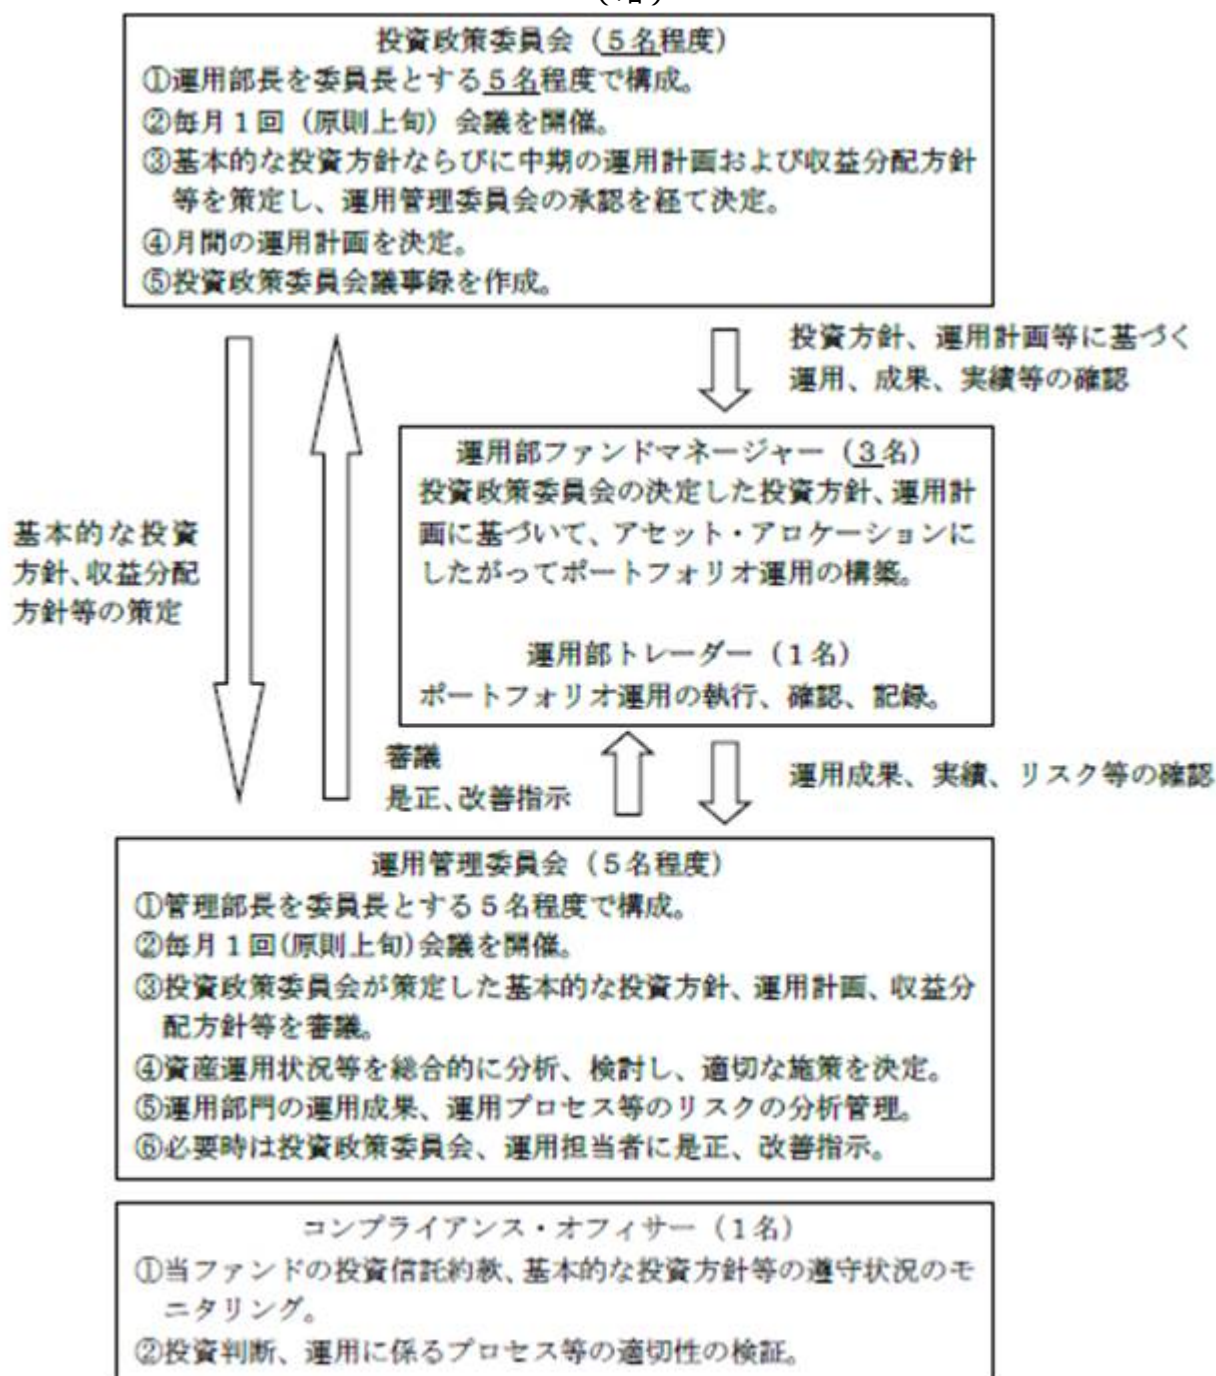 (略)
投資政策委員会（５名程度）
①運用部長を委員長とする５名程度で構成。
②毎月１回（原則上旬）会議を開催。
③基本的な投資方針ならびに中期の運用計画および収益分配方針
等を策定し、運用管理委員会の承認を経て決定。
④月間の運用計画を決定。
⑤投資政策委員会議事録を作成。
投資方針、運用計画等に基づく
運用、成果、実績等の確認
運用部ファンドマネージャー（３名）
投資政策委員会の決定した投資方針、運用計
画に基づいて、アセット・アロケーションに
したがってポートフォリオ運用の構築。
運用部トレーダー（１名）
ポートフォリオ運用の執行、確認、記録。
基本的な投資
方針、収益分配
方針等の策定
審議
是正、改善指示
運用成果、実績、リスク等の確認
運用管理委員会（５名程度）
①管理部長を委員長とする５名程度で構成。
②毎月１回(原則上旬)会議を開催。
③投資政策委員会が策定した基本的な投資方針、運用計画、収益分
配方針等を審議。
④資産運用状況等を総合的に分析、検討し、適切な施策を決定。
⑤運用部門の運用成果、運用プロセス等のリスクの分析管理。
⑥必要時は投資政策委員会、運用担当者に是正、改善指示。
コンプライアンス・オフィサー（１名）
①当ファンドの投資信託約款、基本的な投資方針等の遵守状況のモ
ニタリング。
②投資判断、運用に係るプロセス等の適切性の検証。